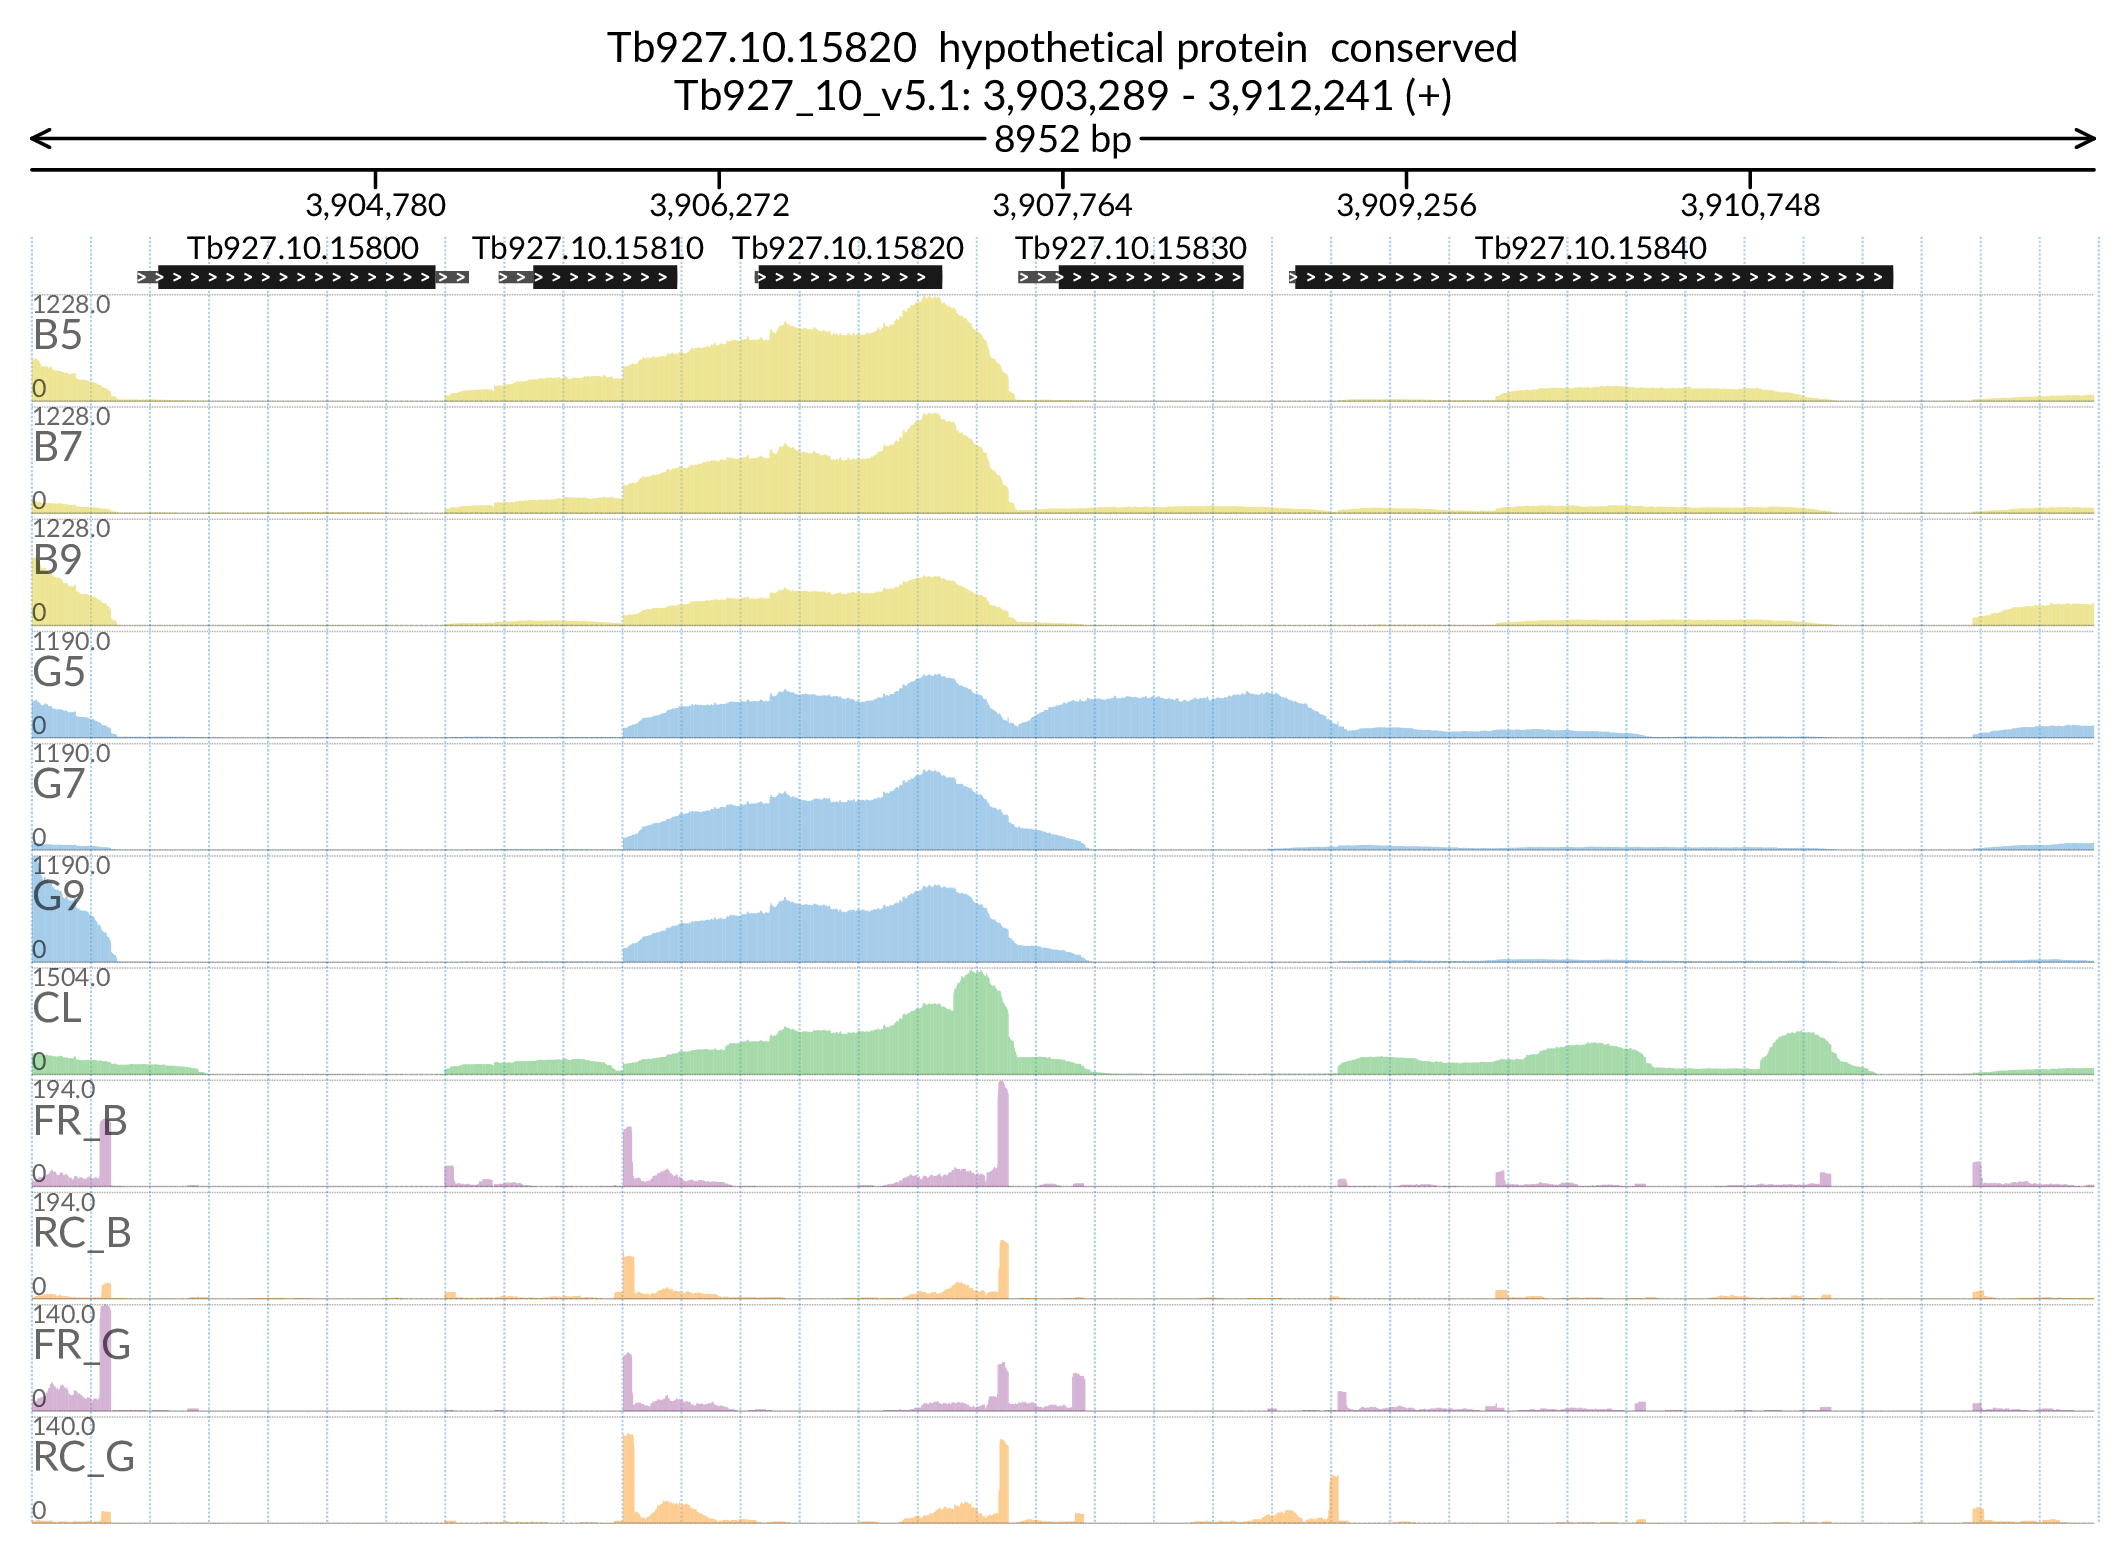 Tb927.10.15820 hypothetical protein conserved
Tb927_10_v5.1: 3,903,289 - 3,912,241 (+)
8952 bp
3,904,780 3,906,272 3,907,764 3,909,256 3,910,748
Tb927.10.15800 Tb927.10.15810 Tb927.10.15820 Tb927.10.15830 Tb927.10.15840
1228.0
B5
0
1228.0
B7
0
1228.0
B9
0
1190.0
G5
0
1190.0
G7
0
1190.0
G9
0
1504.0
CL
0
194.0
FR_B
0
194.0
RC_B
0
140.0
FR_G
0
140.0
RC_G
0